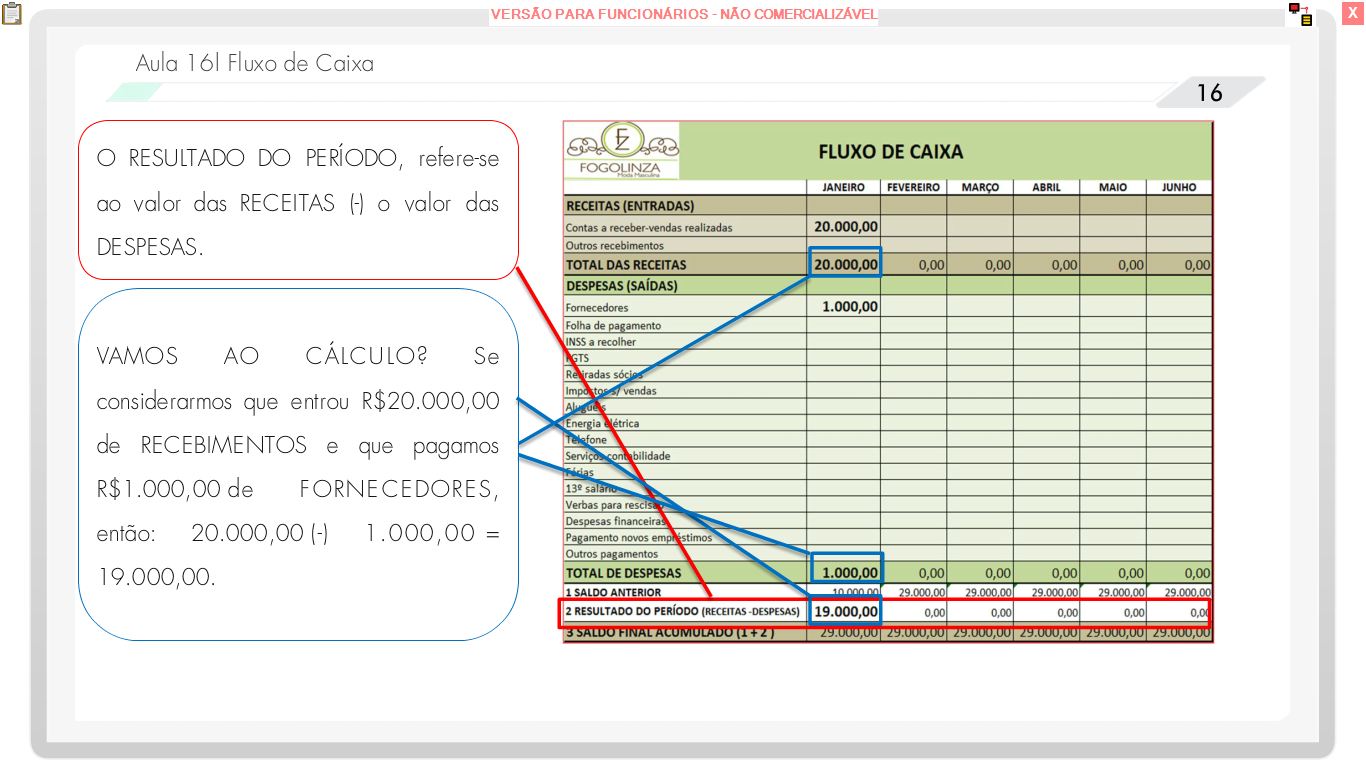 VERSÃO PARA FUNCIONÁRIOS - NÃO COMERCIALIZÁVEL
X
Aula 16l Fluxo de Caixa
16
O RESULTADO DO PERÍODO, refere-se
ao valor das RECEITAS (-) o valor das
DESPESAS.
VAMOS AO CÁLCULO? Se
considerarmos que entrou R$20.000,00
de RECEBIMENTOS e que pagamos
R$1.000,00 de FORNECEDORES,
então: 20.000,00 (-) 1.000,00 =
19.000,00.
FZ
FOGOLINZA
Moda Masculina
FLUXO DE CAIXA
JANEIRO FEVEREIRO MARÇO ABRIL MAIO JUNHO
RECEITAS (ENTRADAS)
Contas a receber-vendas realizadas 20.000,00
Outros recebimentos
TOTAL DAS RECEITAS 20.000,00 0,00 0,00 0,00 0,00 0,00
DESPESAS (SAÍDAS)
Fornecedores 1.000,00
Folha de pagamento
INSS a recolher
FGTS
Retiradas sócios
Impostos s/ vendas
Aluguéis
Energia elétrica
Telefone
Serviços contabilidade
Férias
13º salário
Verbas para rescisão
Despesas financeiras
Pagamento novos empréstimos
Outros pagamentos
TOTAL DE DESPESAS 1.000,00 0,00 0,00 0,00 0,00 0,00
1 SALDO ANTERIOR 10.000,00 29.000,00 29.000,00 29.000,00 29.000,00 29.000,00
2 RESULTADO DO PERÍODO (RECEITAS -DESPESAS) 19.000,00 0,00 0,00 0,00 0,00 0,00
3 SALDO FINAL ACUMULADO (1 + 2 ) 29.000,00 29.000,00 29.000,00 29.000,00 29.000,00 29.000,00